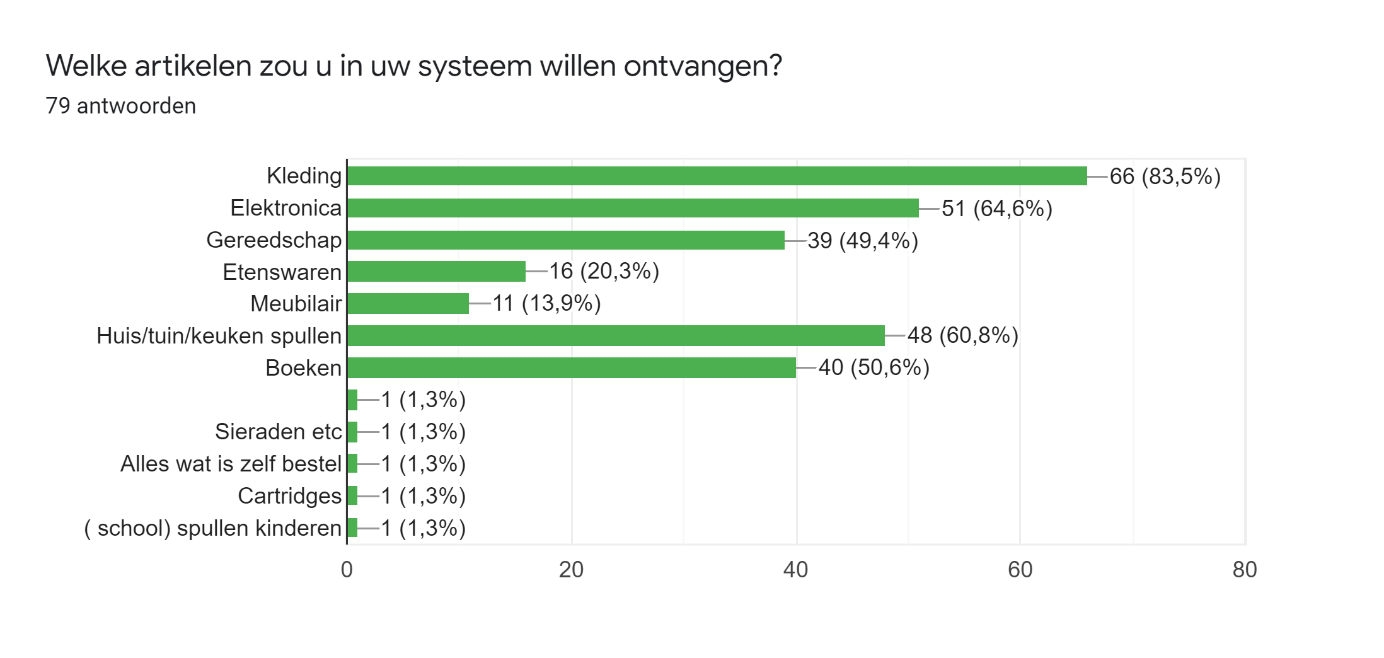 Welke artikelen zou u in uw systeem willen ontvangen?
79 antwoorden
Kleding 66 (83,5%)
Elektronica 51 (64,6%)
Gereedschap 39 (49,4%)
Etenswaren 16 (20,3%)
Meubilair 11 (13,9%)
Huis/tuin/keuken spullen 48 (60,8%)
Boeken 40 (50,6%)
1 (1,3%)
Sieraden etc 1 (1,3%)
Alles wat is zelf bestel 1 (1,3%)
Cartridges 1 (1,3%)
( school) spullen kinderen 1 (1,3%)
0 20 40 60 80